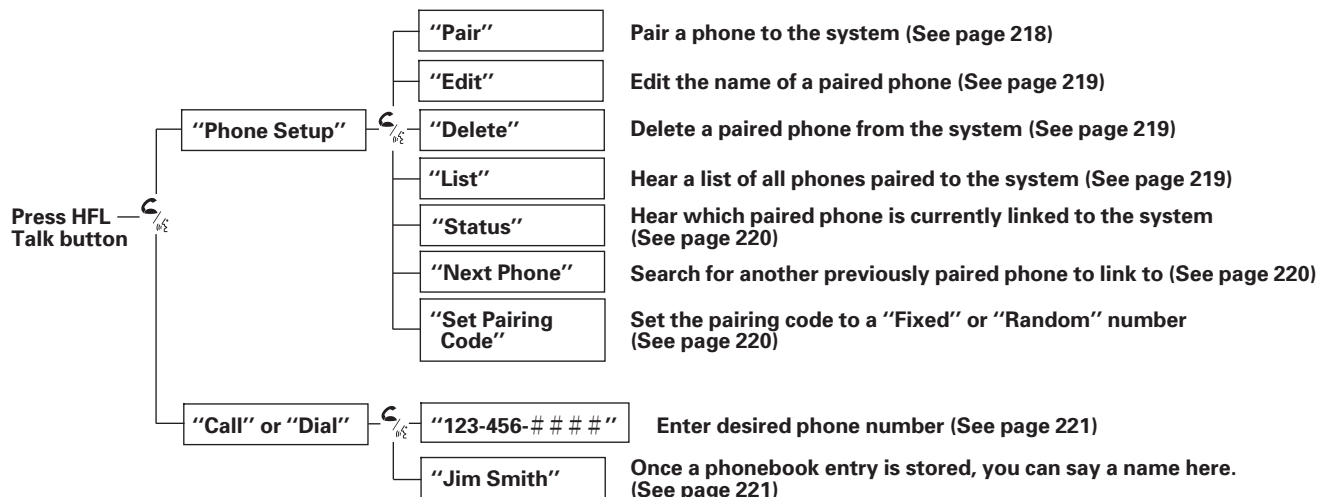 "Pair" Pair a phone to the system (See page 218)
"Edit" Edit the name of a paired phone (See page 219)
"Phone Setup" "Delete" Delete a paired phone from the system (See page 219)
"List" Hear a list of all phones paired to the system (See page 219)
Press HFL
Talk button
"Status" Hear which paired phone is currently linked to the system
(See page 220)
"Next Phone" Search for another previously paired phone to link to (See page 220)
"Set Pairing
Code"
Set the pairing code to a "Fixed" or "Random" number
(See page 220)
"Call" or "Dial" "123-456-####" Enter desired phone number (See page 221)
"Jim Smith" Once a phonebook entry is stored, you can say a name here.
(See page 221)